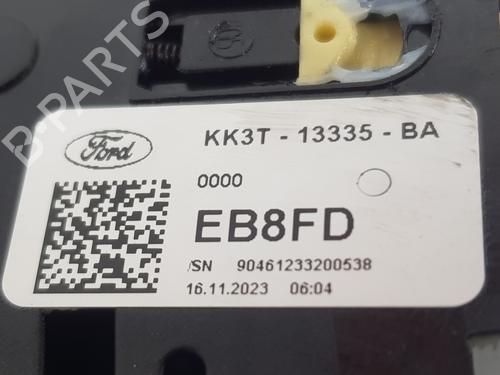 B-PARTS
Ford
KK3T - 13335 - BA
0000
EB8FD
/SN 90461233200538
16.11.2023 06:04